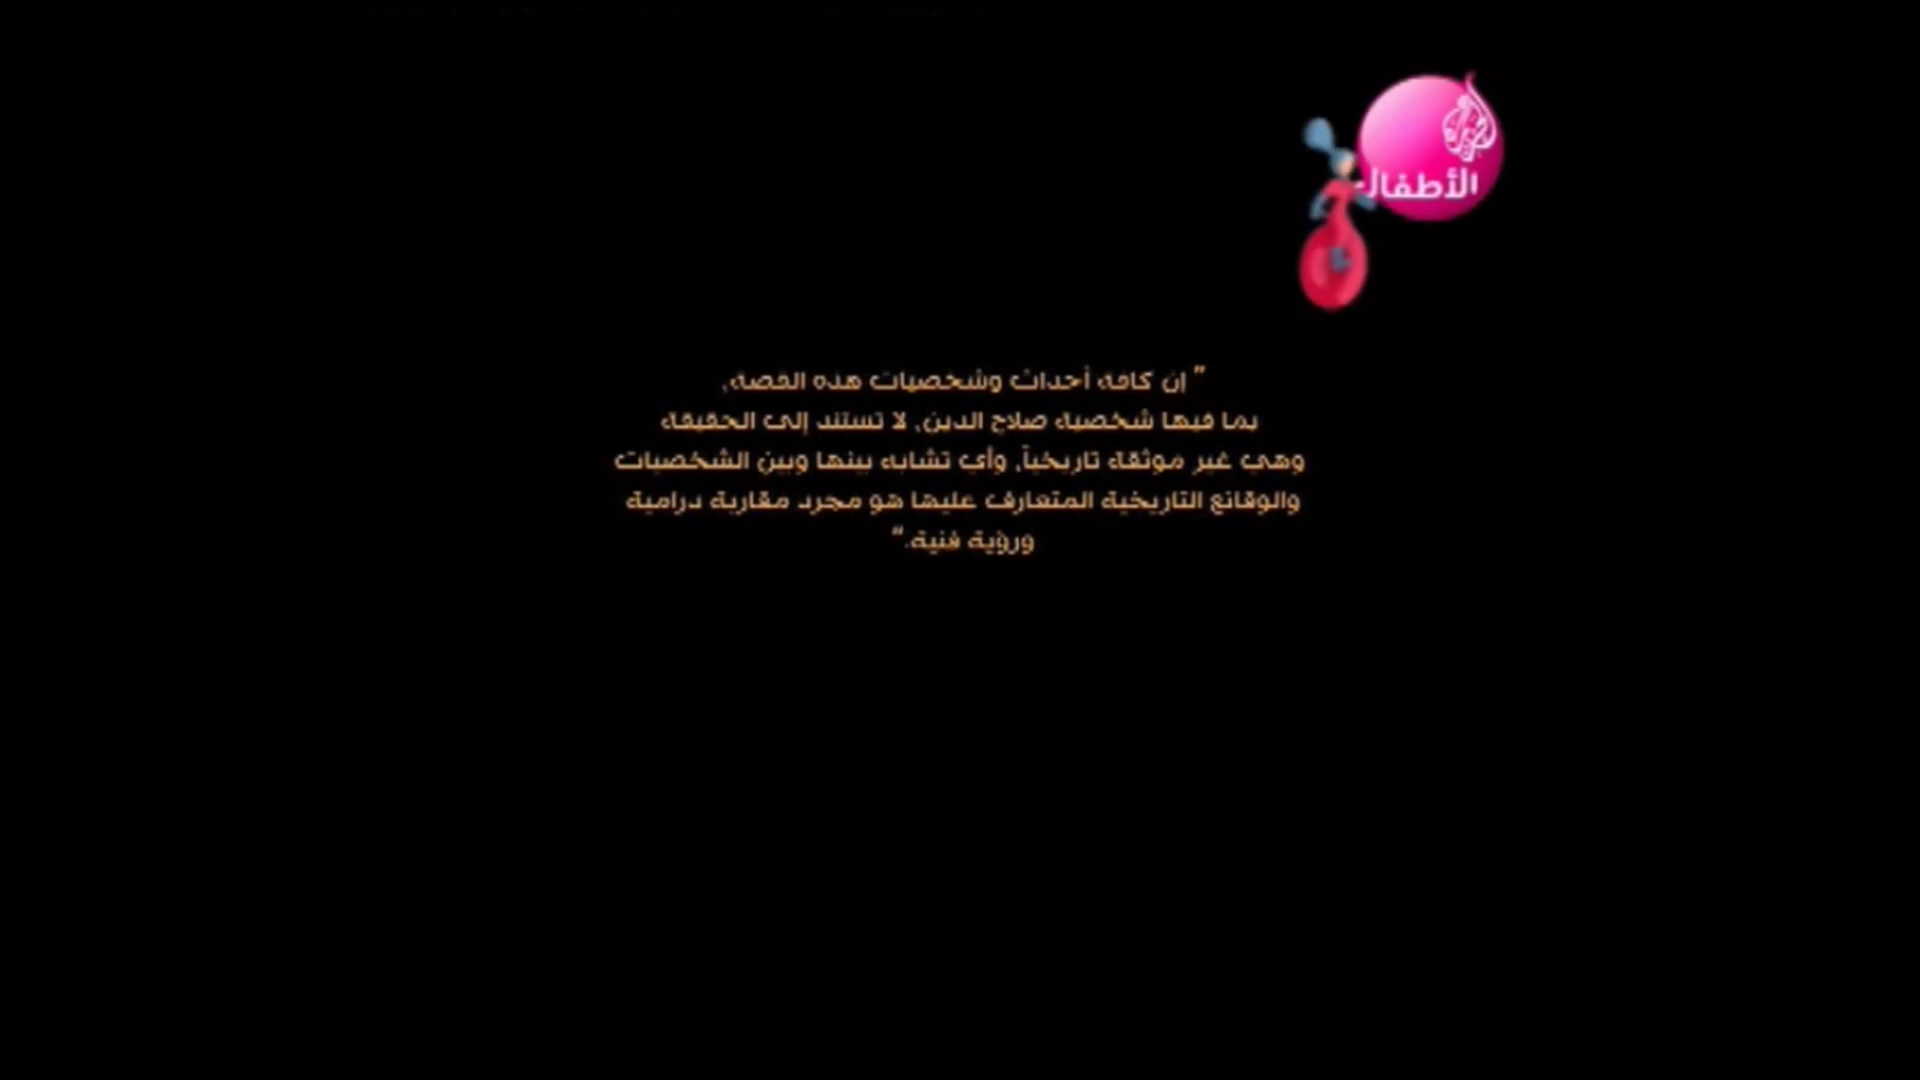 الجزيرة
الأطفال
" إن كافة أحداث وشخصيات هذه القصة,
بما فيها شخصية صلاح الدين, لا تستند إلى الحقيقة
وهي غير موثقة تاريخياً, وأي تشابه بينها وبين الشخصيات
والوقائع التاريخية المتعارف عليها هو مجرد مقاربة درامية
ورؤية فنية."